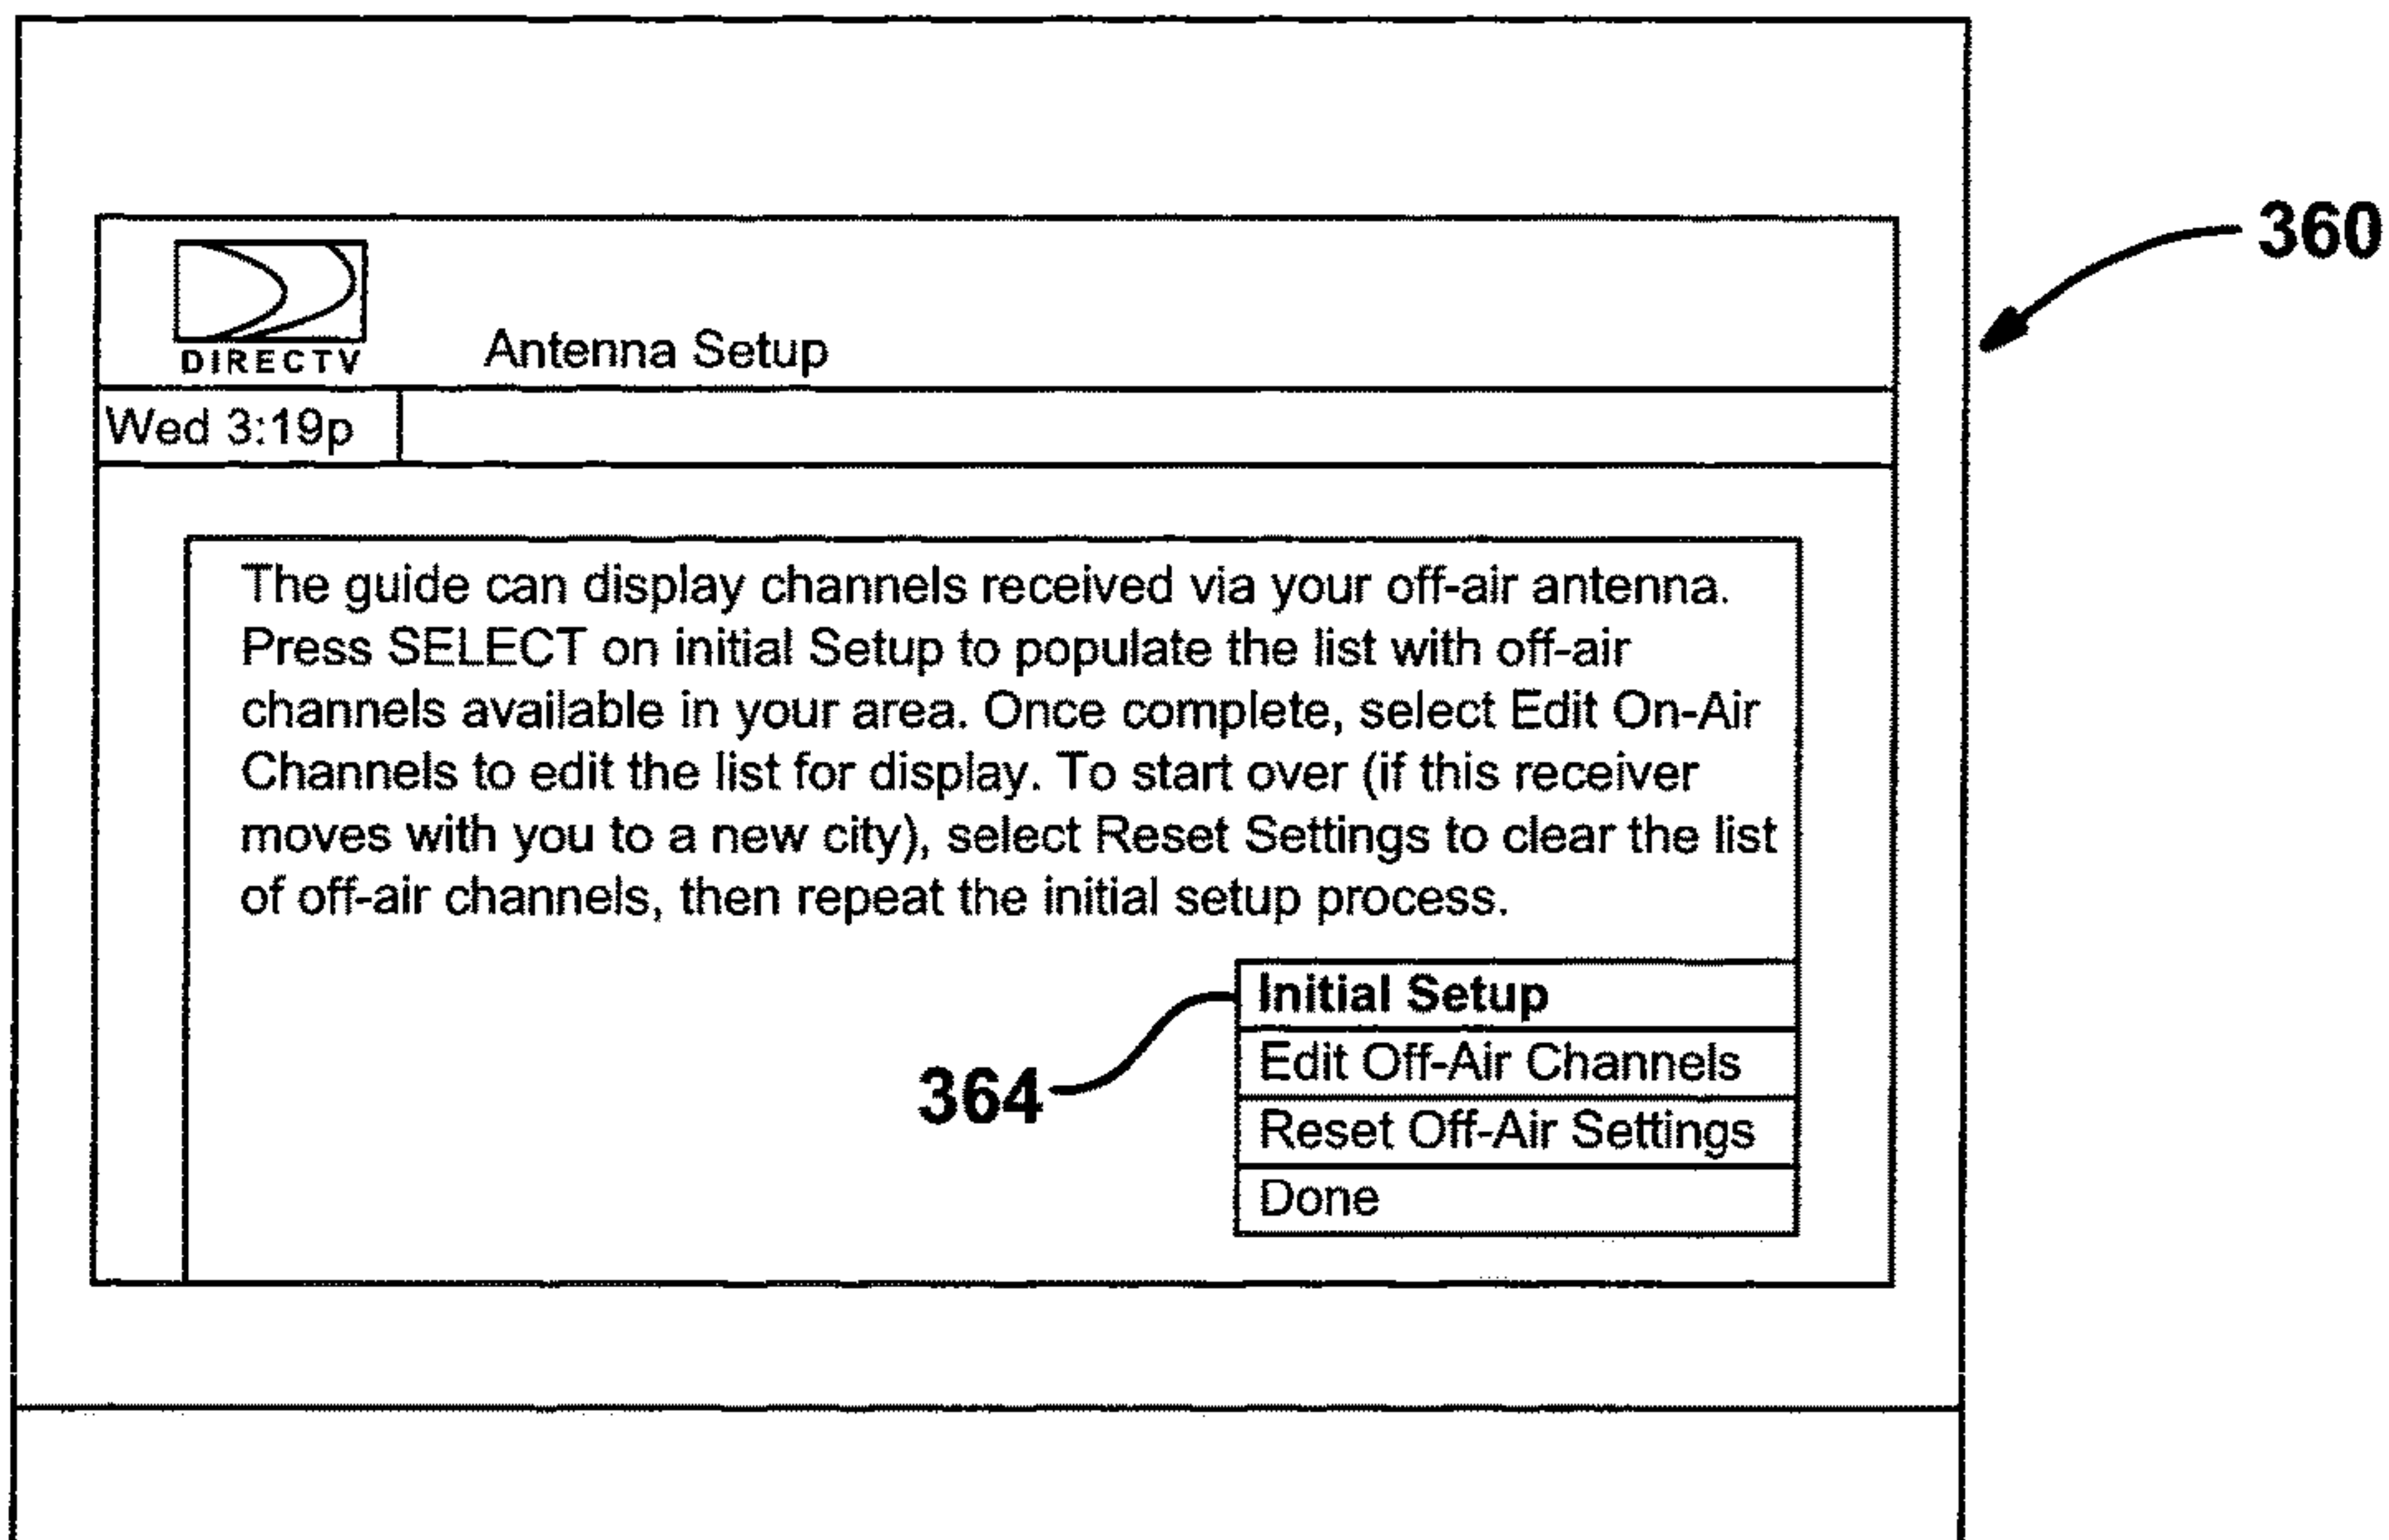 360
DIRECTV
Antenna Setup
Wed 3:19p
The guide can display channels received via your off-air antenna.
Press SELECT on initial Setup to populate the list with off-air
channels available in your area. Once complete, select Edit On-Air
Channels to edit the list for display. To start over (if this receiver
moves with you to a new city), select Reset Settings to clear the list
of off-air channels, then repeat the initial setup process.
Initial Setup
Edit Off-Air Channels
364
Reset Off-Air Settings
Done